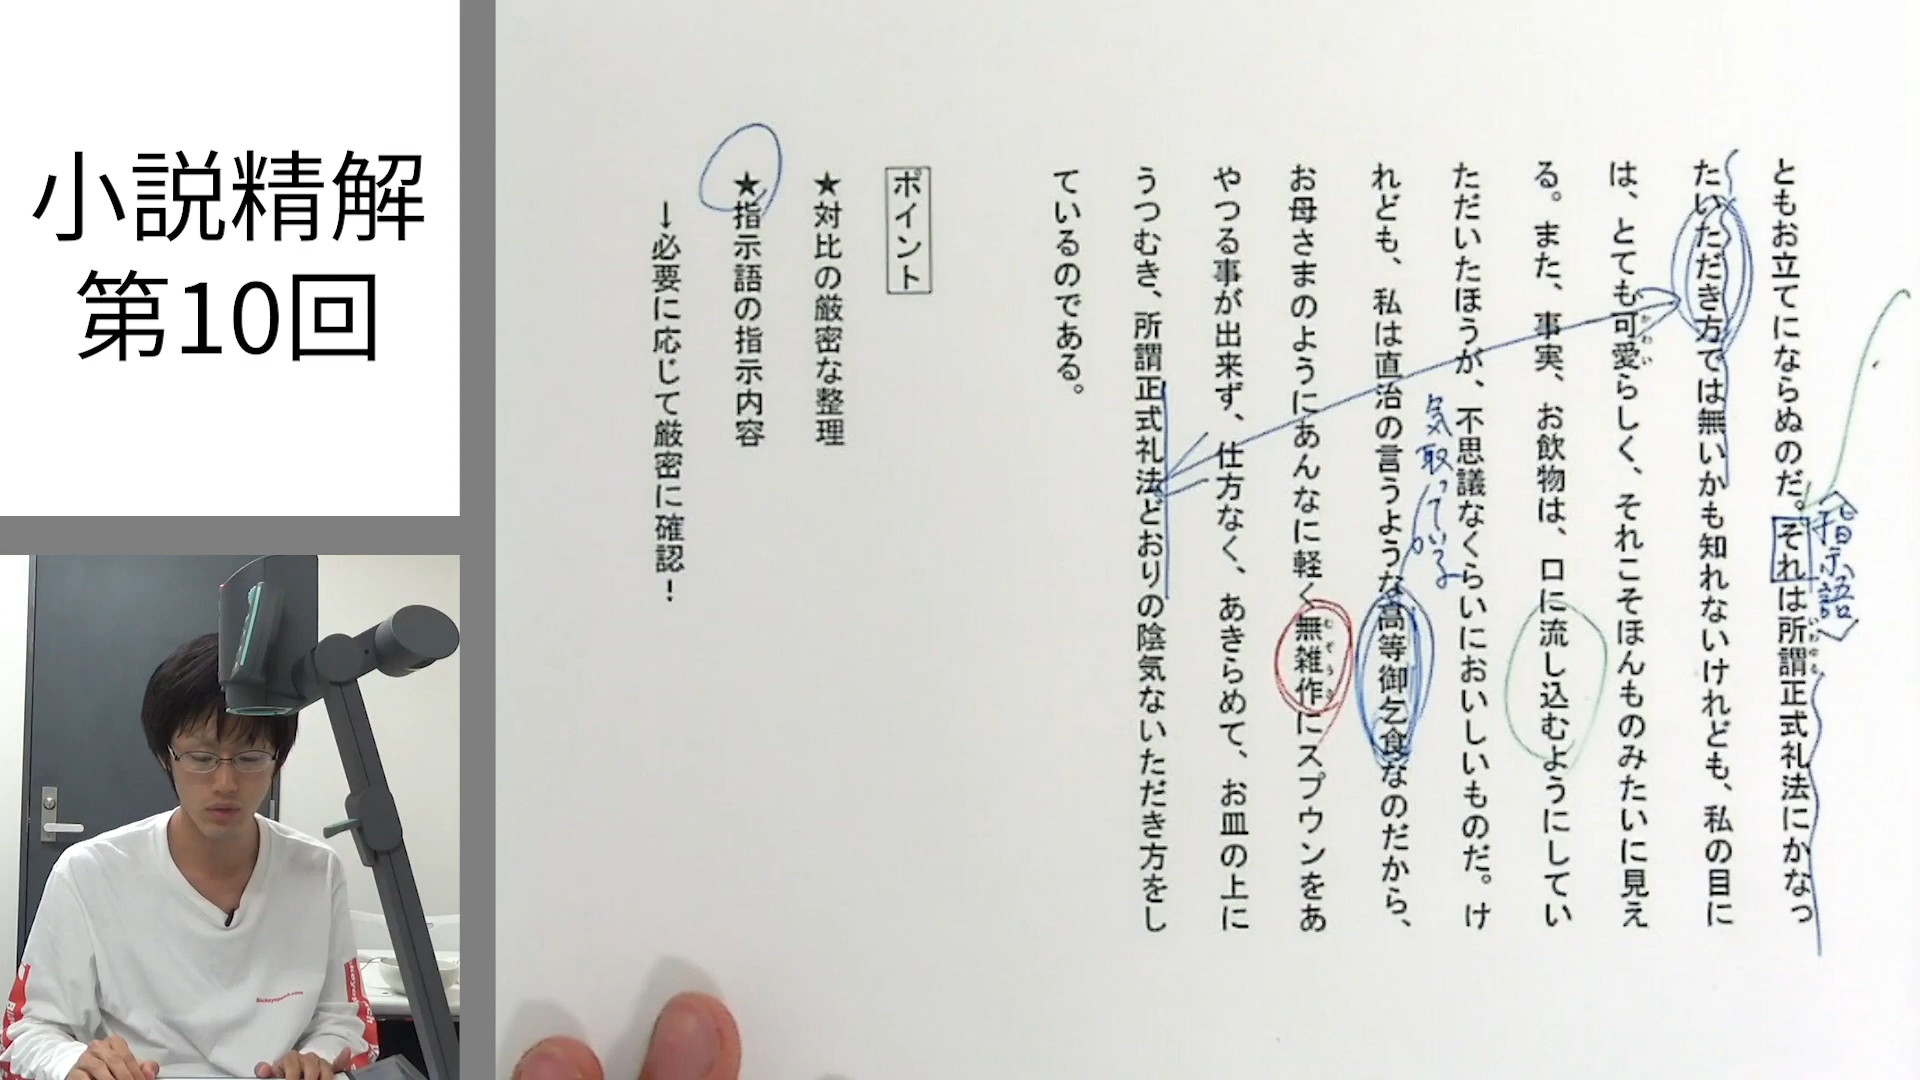 小説精解
第10回
ともお立てにならぬのだ。それは所謂正式礼法にかなっ
いわゆる
たいただき方では無いかも知れないけれども、私の目に
は、とても可愛らしく、それこそほんものみたいに見え
かわい
る。また、事実、お飲物は、口に流し込むようにしてい
ただいたほうが、不思議なくらいにおいしいものだ。け
れども、私は直治の言うような高等御乞食なのだから、
お母さまのようにあんなに軽く無雑作にスプウンをあ
むぞうさ
やつる事が出来ず、仕方なく、あきらめて、お皿の上に
うつむき、所謂正式礼法どおりの陰気ないただき方をし
ているのである。
指示語
気取っている
ポイント
★対比の厳密な整理
★指示語の指示内容
→必要に応じて厳密に確認!